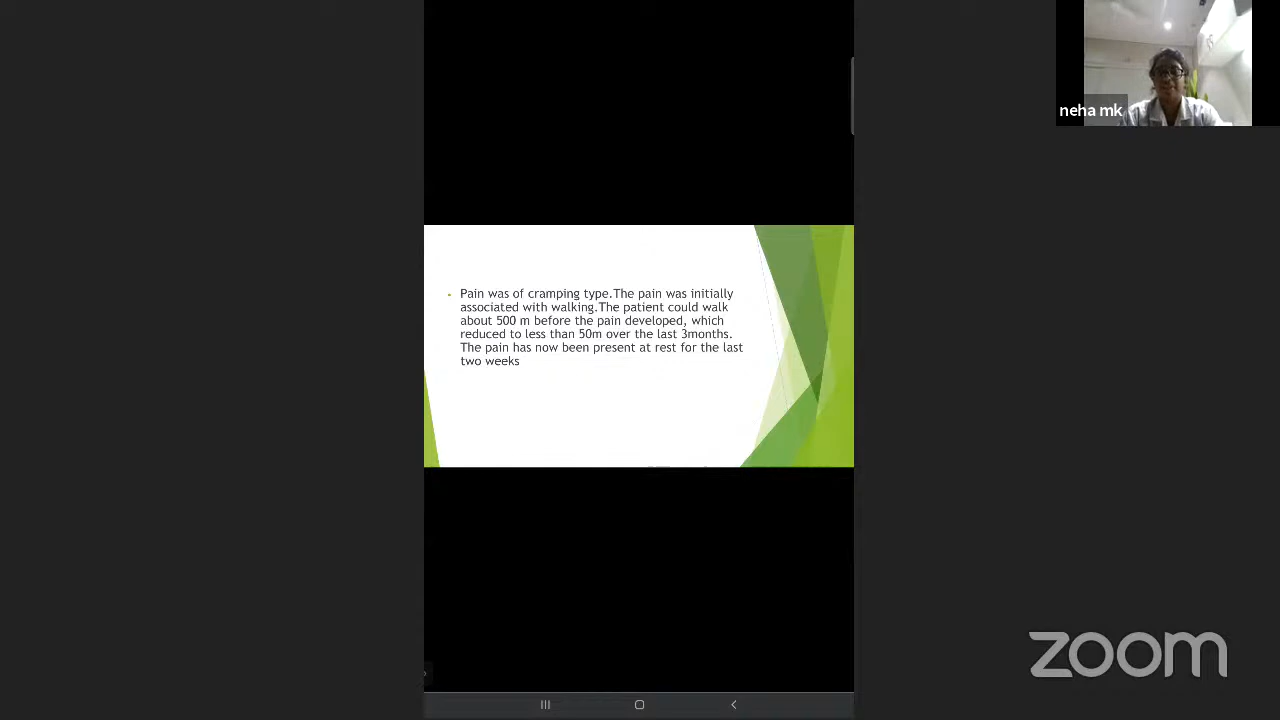 neha mk
Pain was of cramping type.The pain was initially
associated with walking.The patient could walk
about 500 m before the pain developed, which
reduced to less than 50m over the last 3months.
The pain has now been present at rest for the last
two weeks
zoom